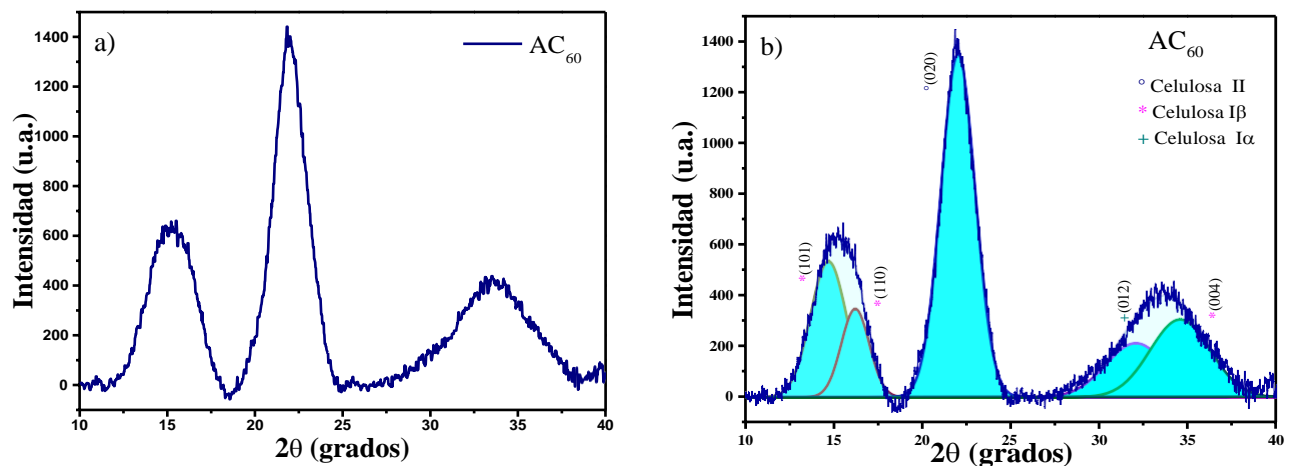 a)
AC₆₀
Intensidad (u.a.)
1400
1200
1000
800
600
400
200
0
10 15 20 25 30 35 40
2θ (grados)
b)
AC₆₀
° Celulosa II
* Celulosa Iβ
+ Celulosa Iα
*(101)
*(110)
°(020)
+(012)
*(004)
Intensidad (u.a.)
1400
1200
1000
800
600
400
200
0
10 15 20 25 30 35 40
2θ (grados)